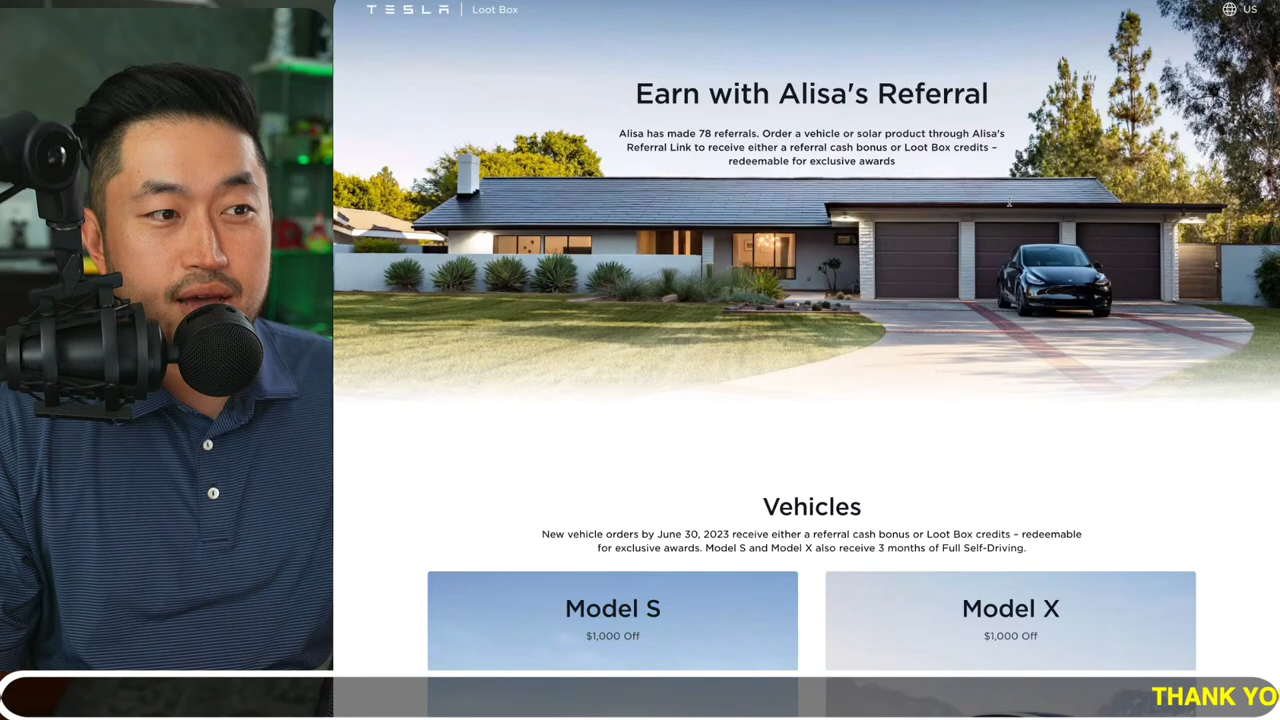 TESLA | Loot Box
US
Earn with Alisa's Referral
Alisa has made 78 referrals. Order a vehicle or solar product through Alisa's
Referral Link to receive either a referral cash bonus or Loot Box credits –
redeemable for exclusive awards
Vehicles
New vehicle orders by June 30, 2023 receive either a referral cash bonus or Loot Box credits – redeemable
for exclusive awards. Model S and Model X also receive 3 months of Full Self-Driving.
Model S
$1,000 Off
Model X
$1,000 Off
THANK YO